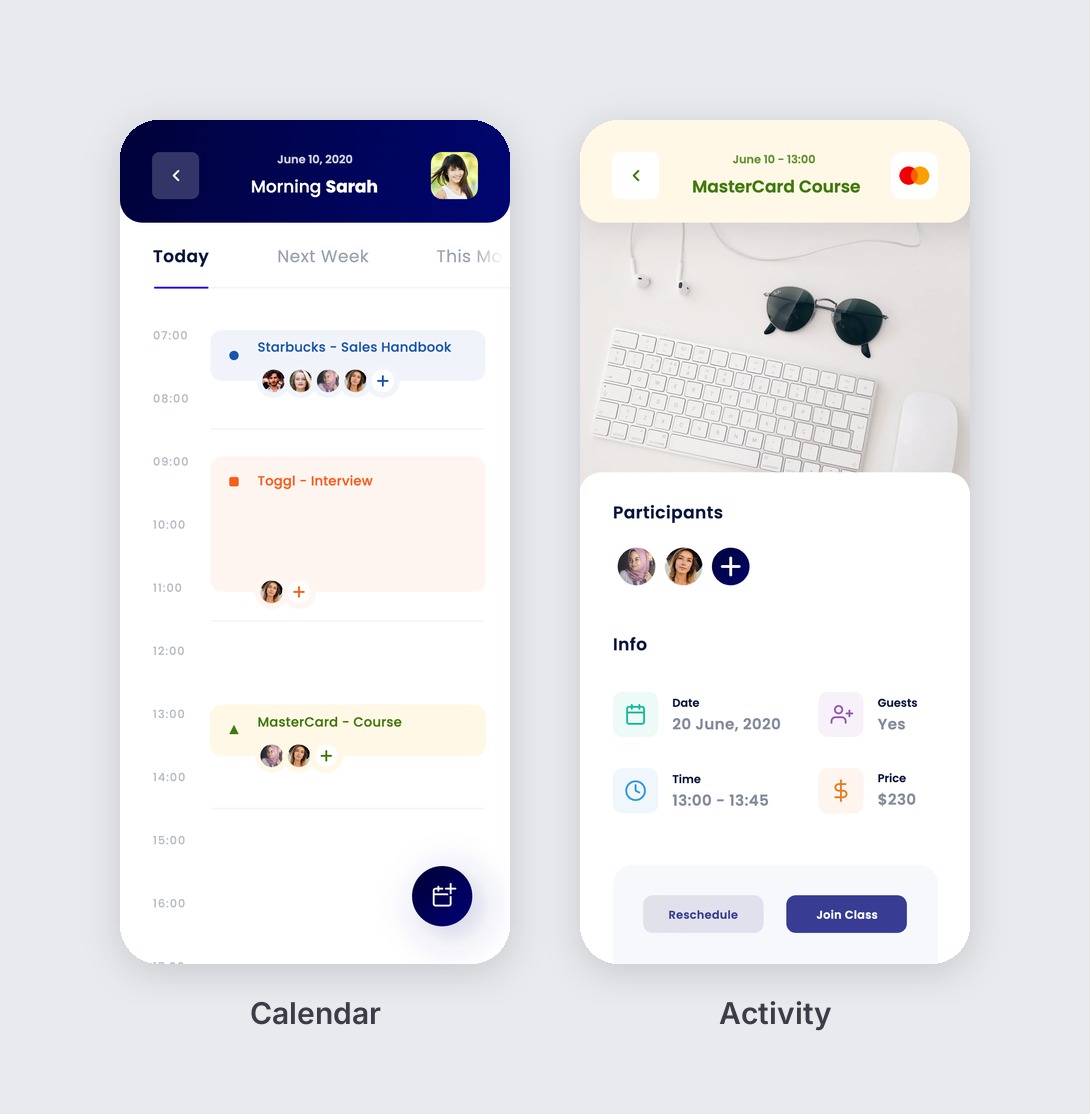 June 10, 2020
Morning Sarah
Today
Next Week
This Mo
07:00
Starbucks - Sales Handbook
08:00
09:00
Toggl - Interview
10:00
11:00
12:00
13:00
MasterCard - Course
14:00
15:00
16:00
Calendar
June 10 - 13:00
MasterCard Course
Participants
Info
Date
20 June, 2020
Guests
Yes
Time
13:00 - 13:45
Price
$230
Reschedule
Join Class
Activity